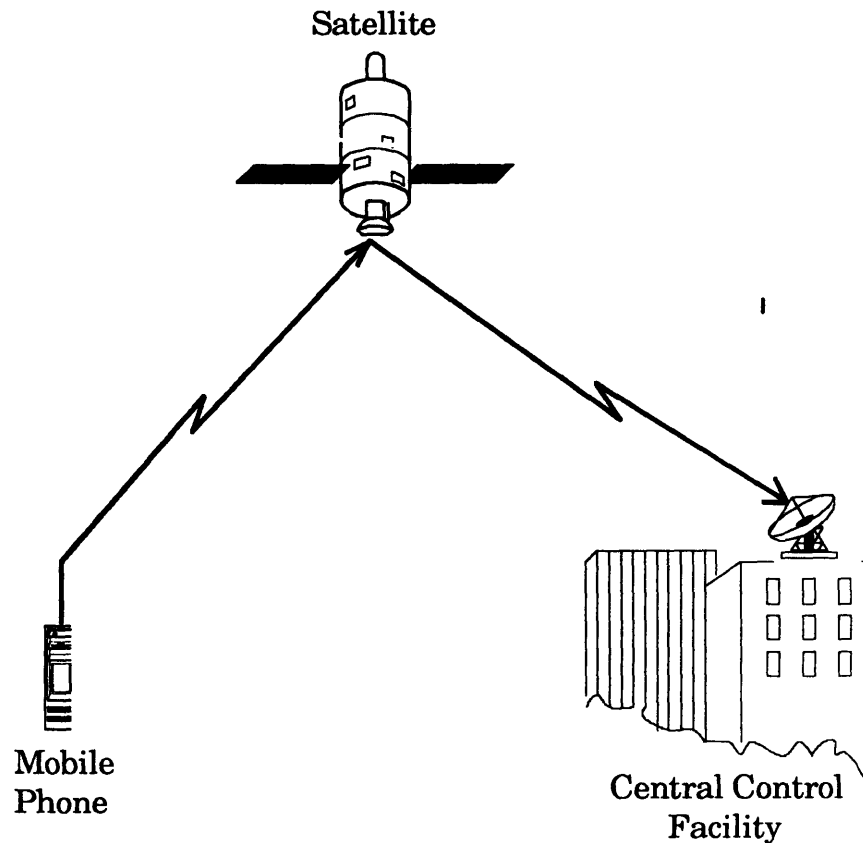 Satellite
Mobile
Phone
Central Control
Facility